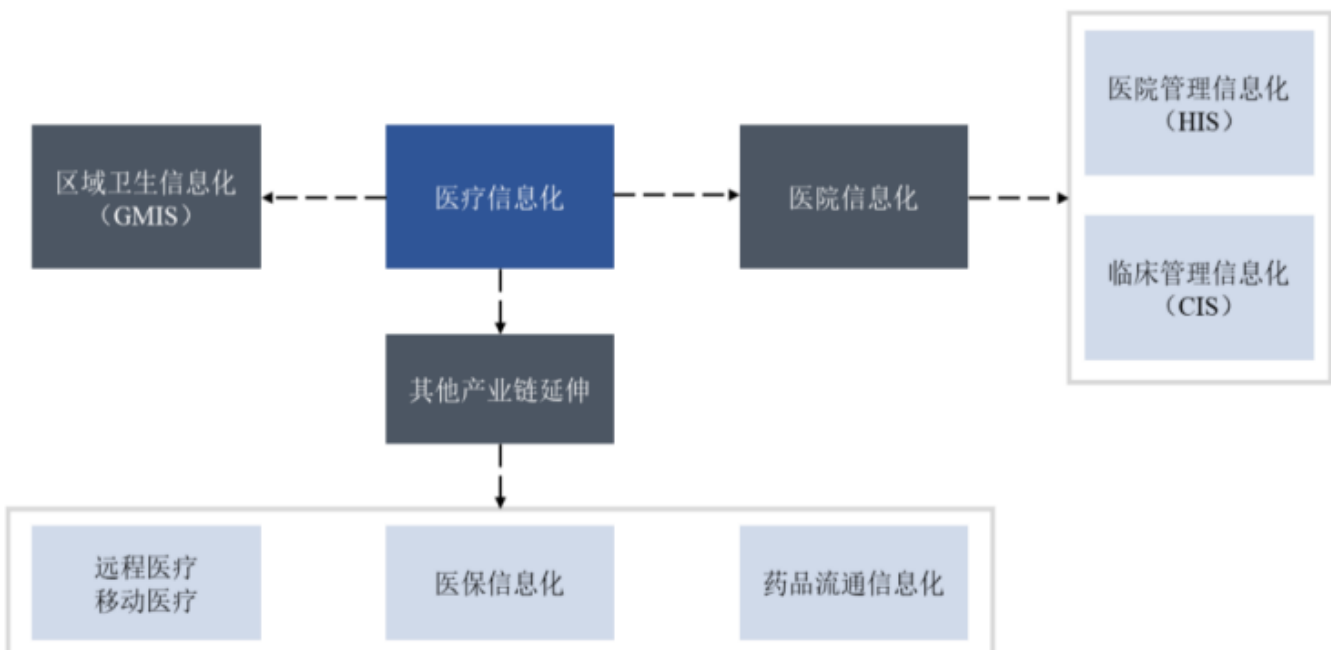 医院管理信息化
（HIS）
区域卫生信息化
（GMIS）
医疗信息化
医院信息化
临床管理信息化
（CIS）
其他产业链延伸
远程医疗
移动医疗
医保信息化
药品流通信息化